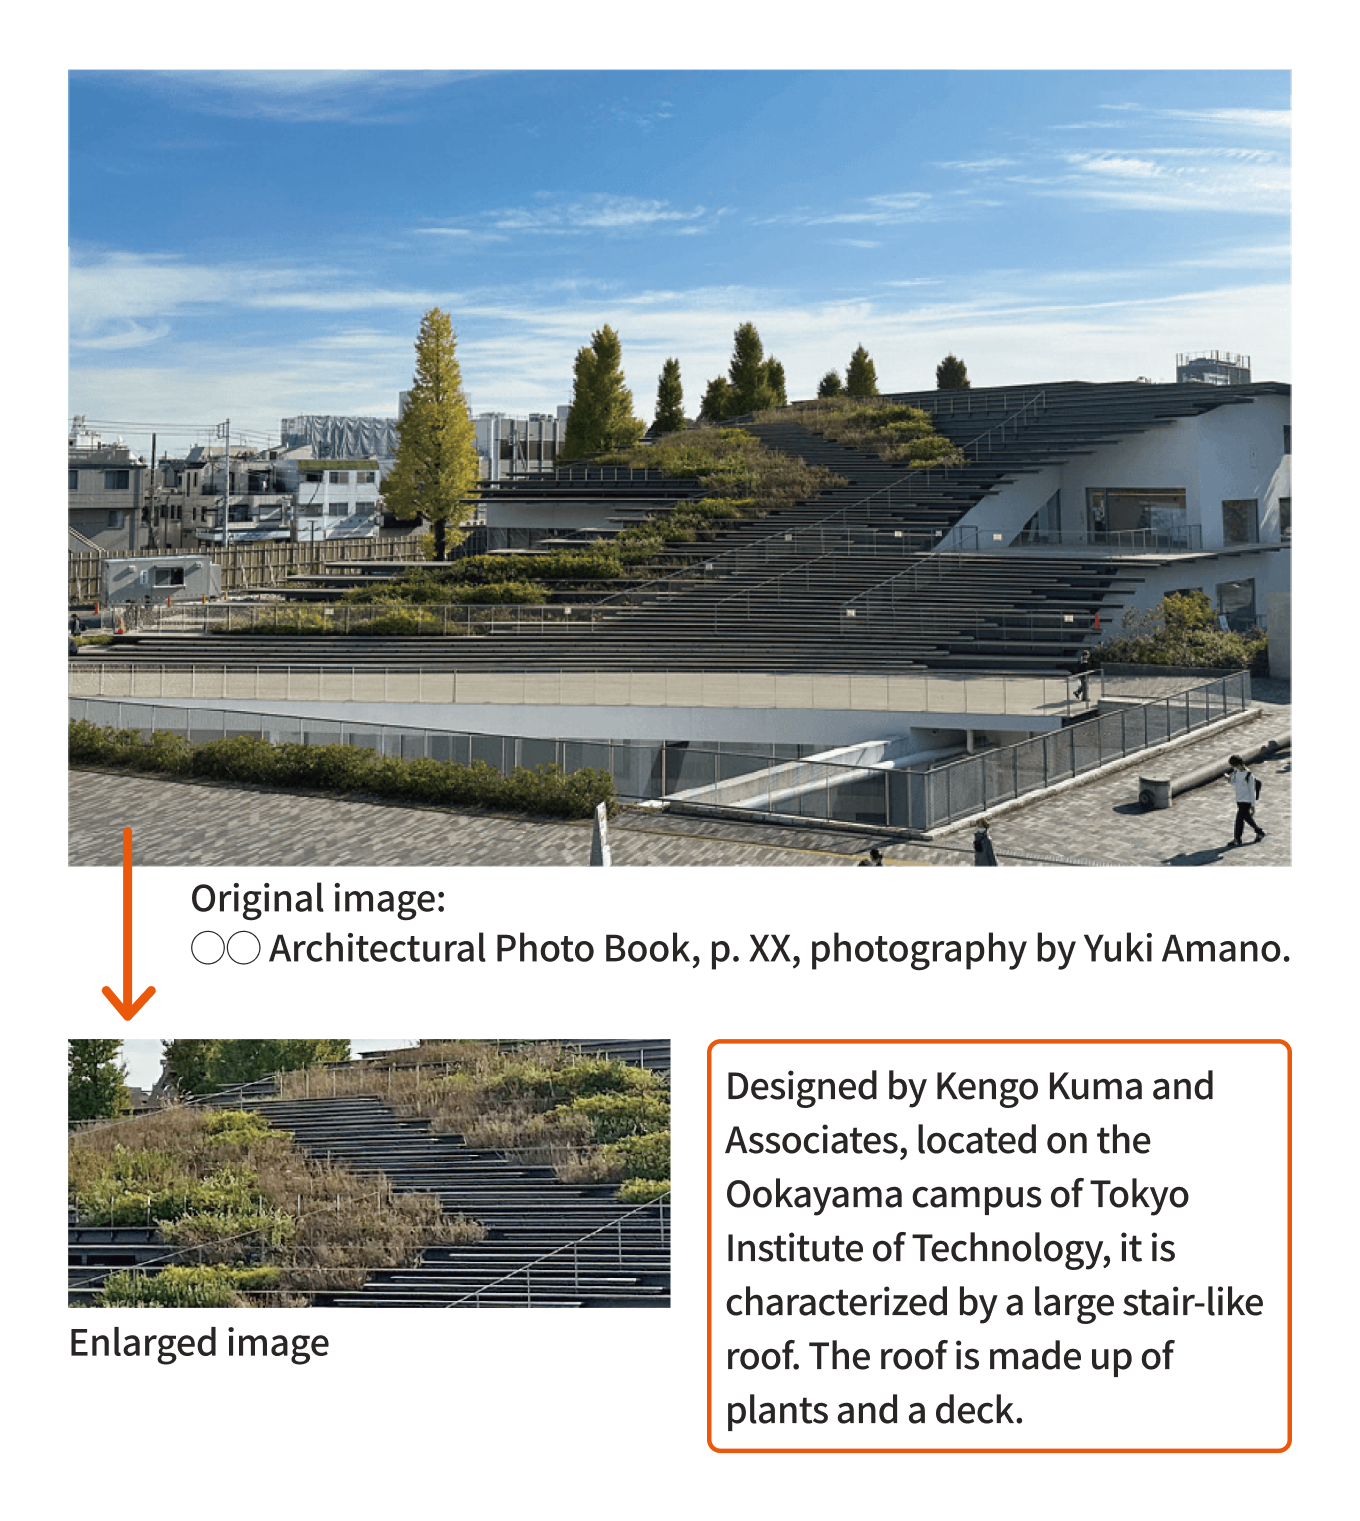 Original image:
◯◯ Architectural Photo Book, p. XX, photography by Yuki Amano.
Enlarged image
Designed by Kengo Kuma and
Associates, located on the
Ookayama campus of Tokyo
Institute of Technology, it is
characterized by a large stair-like
roof. The roof is made up of
plants and a deck.